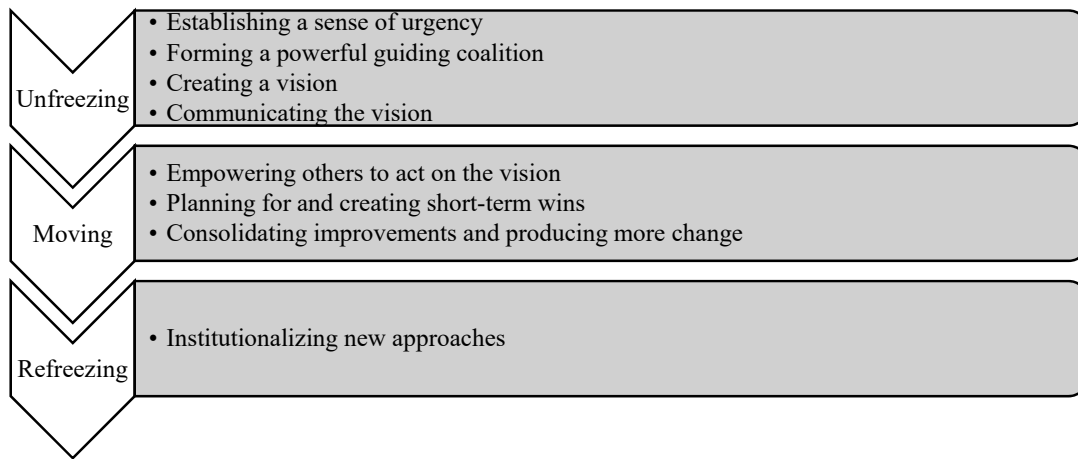 Unfreezing
• Establishing a sense of urgency
• Forming a powerful guiding coalition
• Creating a vision
• Communicating the vision
Moving
• Empowering others to act on the vision
• Planning for and creating short-term wins
• Consolidating improvements and producing more change
Refreezing
• Institutionalizing new approaches